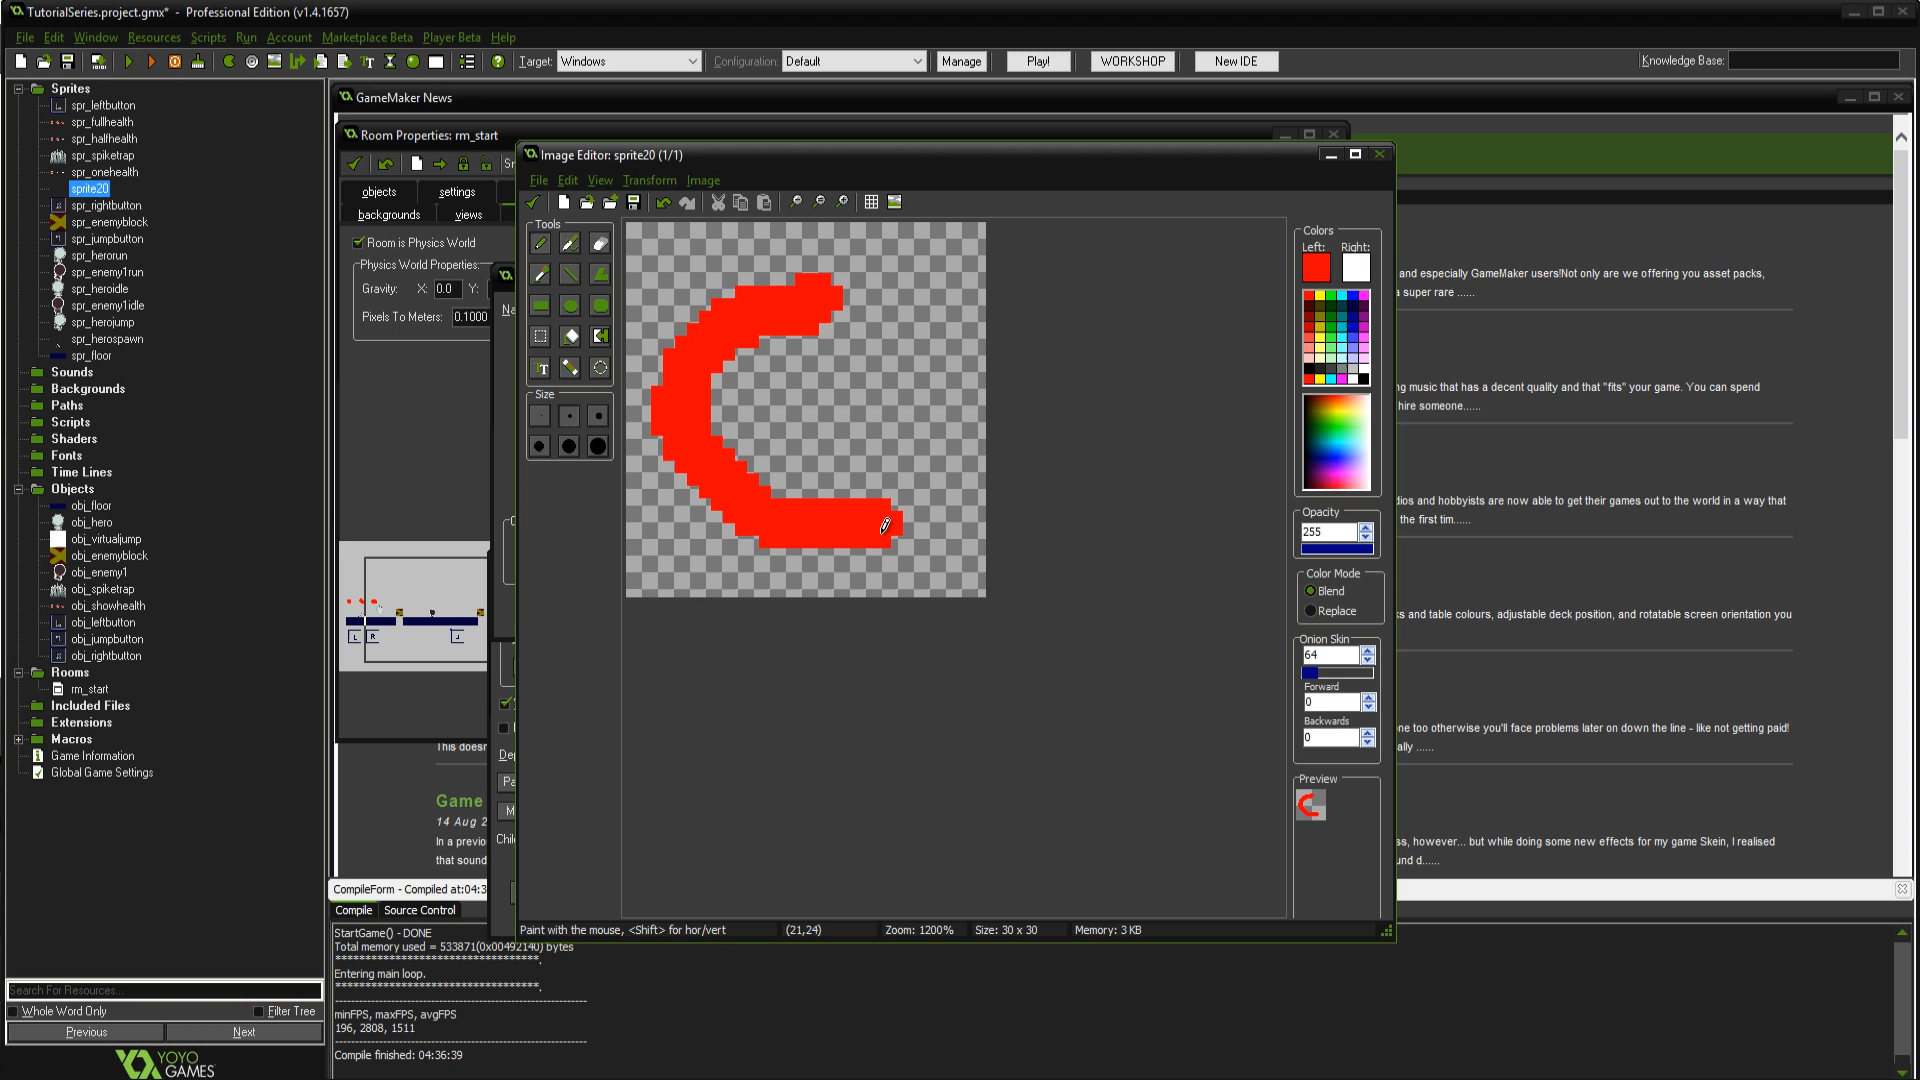 TutorialSeries.project.gmx* - Professional Edition (v1.4.1657)
File Edit Window Resources Scripts Run Account Marketplace Beta Player Beta Help
Target: Windows Configuration: Default Manage Play! WORKSHOP New IDE Knowledge Base:
Sprites
spr_leftbutton
spr_fullhealth
spr_halfhealth
spr_spiketrap
spr_onehealth
sprite20
spr_rightbutton
spr_enemyblock
spr_jumpbutton
spr_herorun
spr_enemy1run
spr_heroidle
spr_enemy1idle
spr_herojump
spr_herospawn
spr_floor
Sounds
Backgrounds
Paths
Scripts
Shaders
Fonts
Time Lines
Objects
obj_floor
obj_hero
obj_virtualjump
obj_enemyblock
obj_enemy1
obj_spiketrap
obj_showhealth
obj_leftbutton
obj_jumpbutton
obj_rightbutton
Rooms
rm_start
Included Files
Extensions
Macros
Game Information
Global Game Settings
Search For Resources...
Whole Word Only Filter Tree
Previous Next
YOYO
GAMES
GameMaker News
Room Properties: rm_start
objects settings
backgrounds views
Room is Physics World
Physics World Properties:
Gravity: X: 0.0 Y:
Pixels To Meters: 0.1000
L R J
This doesn
Game
14 Aug 2
In a previo
that sound
Image Editor: sprite20 (1/1)
File Edit View Transform Image
Tools
Size
Colors
Left: Right:
Opacity
255
Color Mode
Blend
Replace
Onion Skin
64
Forward
0
Backwards
0
Preview
Paint with the mouse, <Shift> for hor/vert (21,24) Zoom: 1200% Size: 30 x 30 Memory: 3 KB
and especially GameMaker users!Not only are we offering you asset packs,
a super rare ......
ng music that has a decent quality and that "fits" your game. You can spend
hire someone......
dios and hobbyists are now able to get their games out to the world in a way that
the first tim......
ks and table colours, adjustable deck position, and rotatable screen orientation you
ne too otherwise you'll face problems later on down the line - like not getting paid!
ally ......
ss, however... but while doing some new effects for my game Skein, I realised
und d......
CompileForm - Compiled at:04:3
Compile Source Control
StartGame() - DONE
Total memory used = 533871(0x00492140) bytes
**********************************.
Entering main loop.
**********************************.
minFPS, maxFPS, avgFPS
196, 2808, 1511
Compile finished: 04:36:39